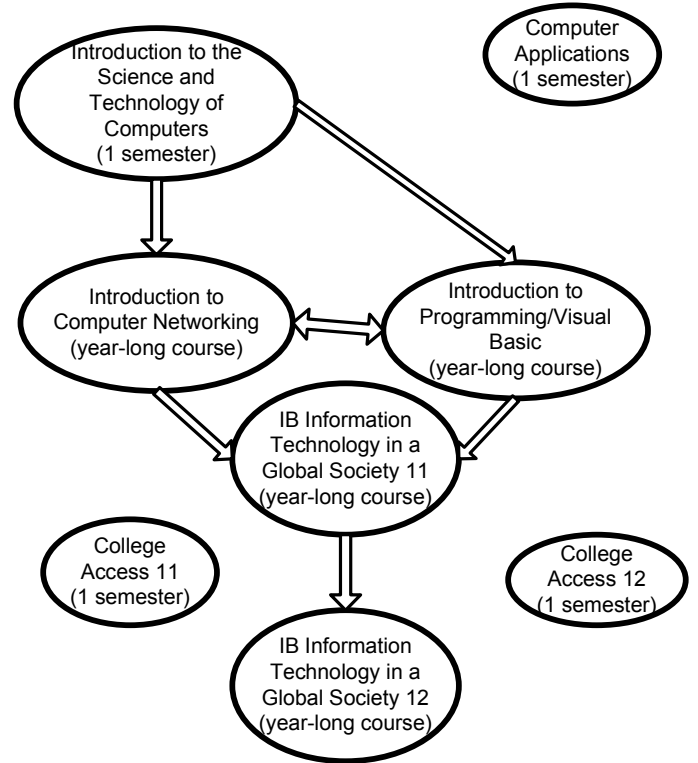 Introduction to the
Science and
Technology of
Computers
(1 semester)
Computer
Applications
(1 semester)
Introduction to
Computer Networking
(year-long course)
Introduction to
Programming/Visual
Basic
(year-long course)
IB Information
Technology in a
Global Society 11
(year-long course)
College
Access 11
(1 semester)
College
Access 12
(1 semester)
IB Information
Technology in a
Global Society 12
(year-long course)